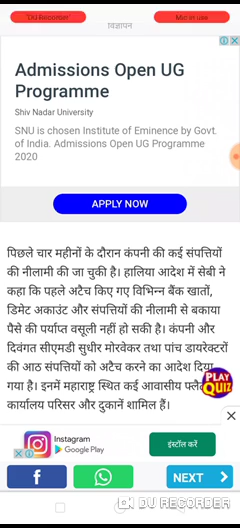 "DU Recorder"
Mic in use
विज्ञापन
Admissions Open UG
Programme
Shiv Nadar University
SNU is chosen Institute of Eminence by Govt.
of India. Admissions Open UG Programme
2020
APPLY NOW
पिछले चार महीनों के दौरान कंपनी की कई संपत्तियों
की नीलामी की जा चुकी है। हालिया आदेश में सेबी ने
कहा कि पहले अटैच किए गए विभिन्न बैंक खातों,
डिमेट अकाउंट और संपत्तियों की नीलामी से बकाया
पैसे की पर्याप्त वसूली नहीं हो सकी है। कंपनी और
दिवंगत सीएमडी सुधीर मोरवेकर तथा पांच डायरेक्टरों
की आठ संपत्तियों को अटैच करने का आदेश दिया
गया है। इनमें महाराष्ट्र स्थित कई आवासीय
कार्यालय परिसर और दुकानें शामिल हैं।
PLAY
QUIZ
Instagram
Google Play
इंस्टॉल करें
NEXT
DU RECORDER